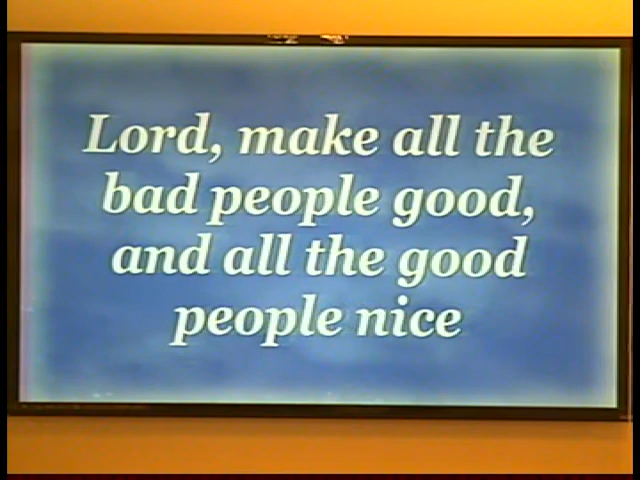 Lord, make all the
bad people good,
and all the good
people nice